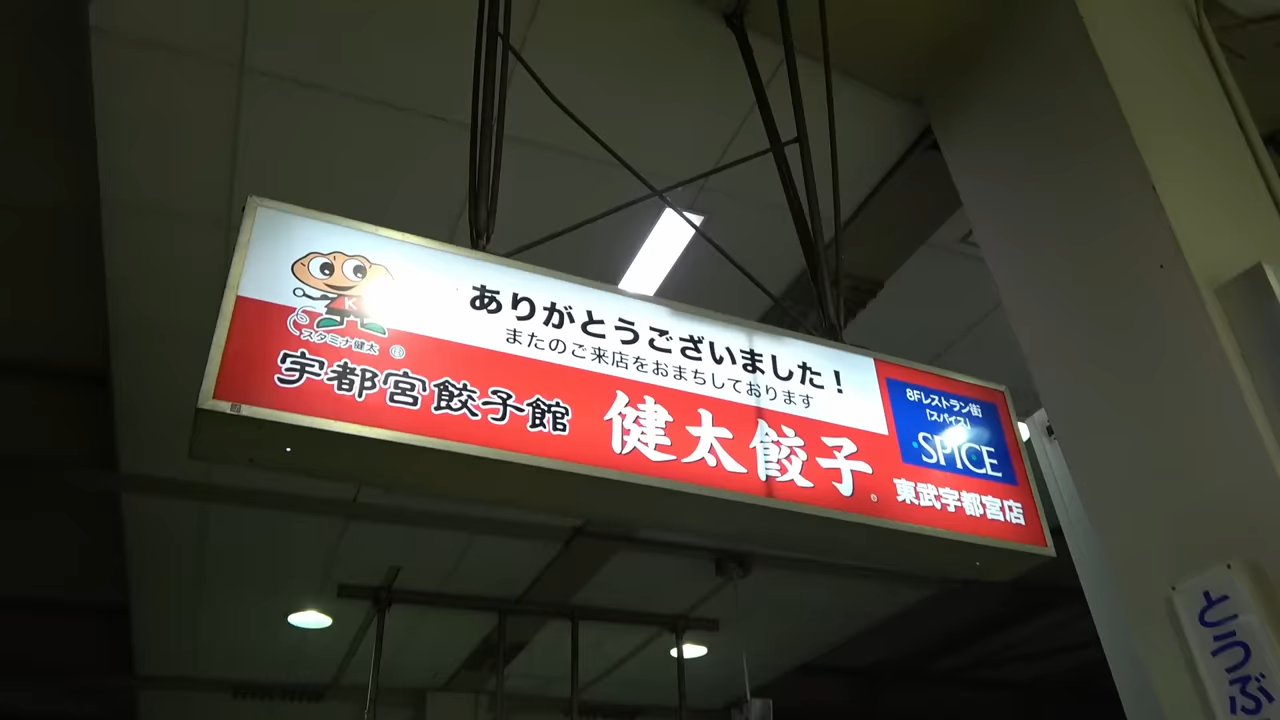 ありがとうございました!
またのご来店をおまちしております
K
スタミナ健太
宇都宮餃子館
健太餃子
8Fレストラン街
「スパイス」
SPICE
東武宇都宮店
とうぶ